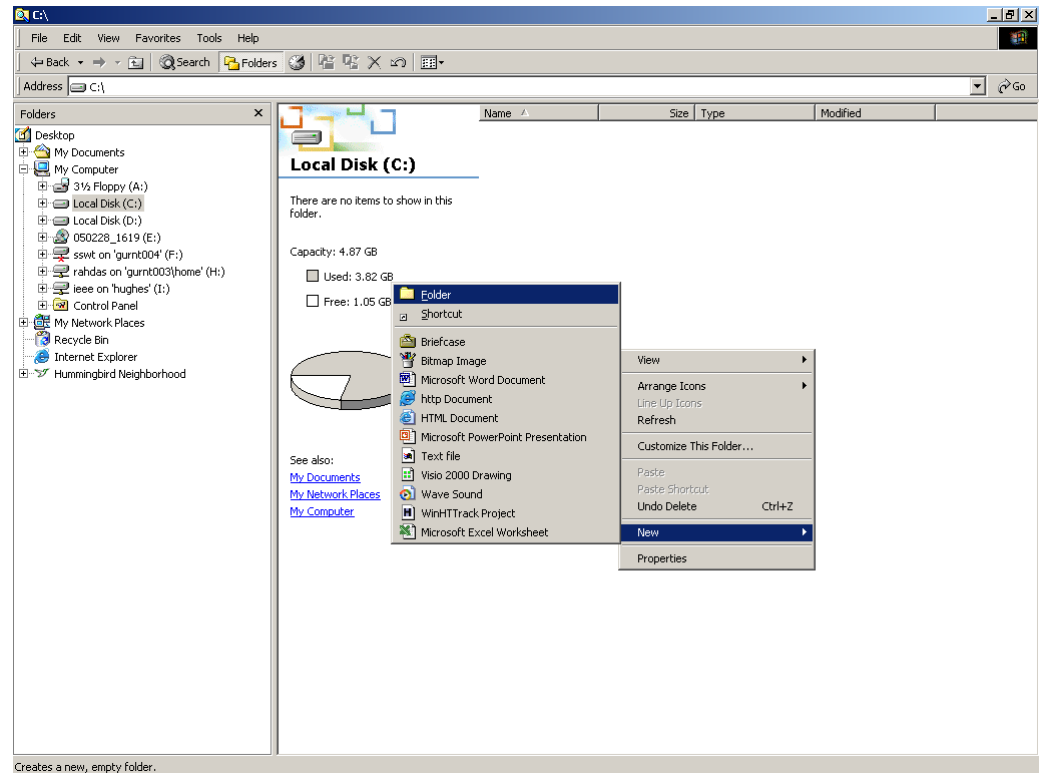 C:\
File Edit View Favorites Tools Help
Back Search Folders
Address C:\ Go
Folders
Desktop
My Documents
My Computer
3½ Floppy (A:)
Local Disk (C:)
Local Disk (D:)
050228_1619 (E:)
sswt on 'gurnt004' (F:)
rahdas on 'gurnt003\home' (H:)
ieee on 'hughes' (I:)
Control Panel
My Network Places
Recycle Bin
Internet Explorer
Hummingbird Neighborhood
Name Size Type Modified
Local Disk (C:)
There are no items to show in this
folder.
Capacity: 4.87 GB
Used: 3.82 GB
Free: 1.05 GB
See also:
My Documents
My Network Places
My Computer
Folder
Shortcut
Briefcase
Bitmap Image
Microsoft Word Document
http Document
HTML Document
Microsoft PowerPoint Presentation
Text file
Visio 2000 Drawing
Wave Sound
WinHTTrack Project
Microsoft Excel Worksheet
View
Arrange Icons
Line Up Icons
Refresh
Customize This Folder...
Paste
Paste Shortcut
Undo Delete Ctrl+Z
New
Properties
Creates a new, empty folder.